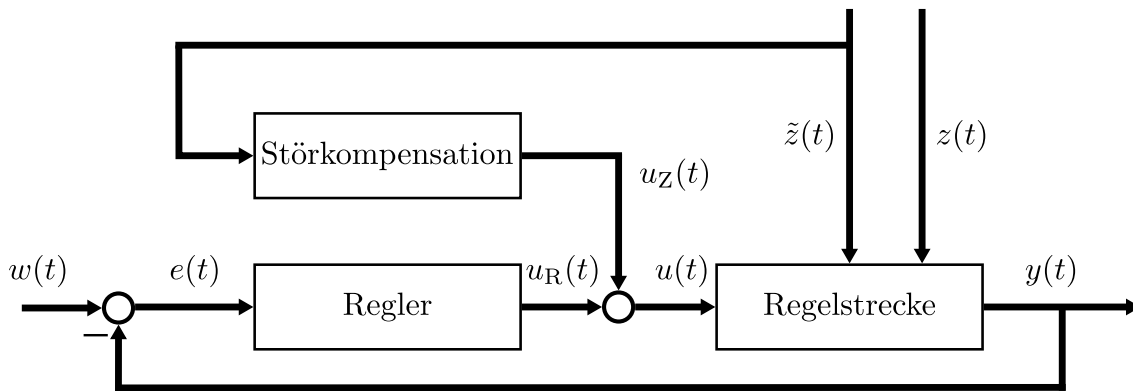 z̃(t) z(t)
Störkompensation
u_Z(t)
w(t) e(t) u_R(t) u(t) y(t)
Regler Regelstrecke
−